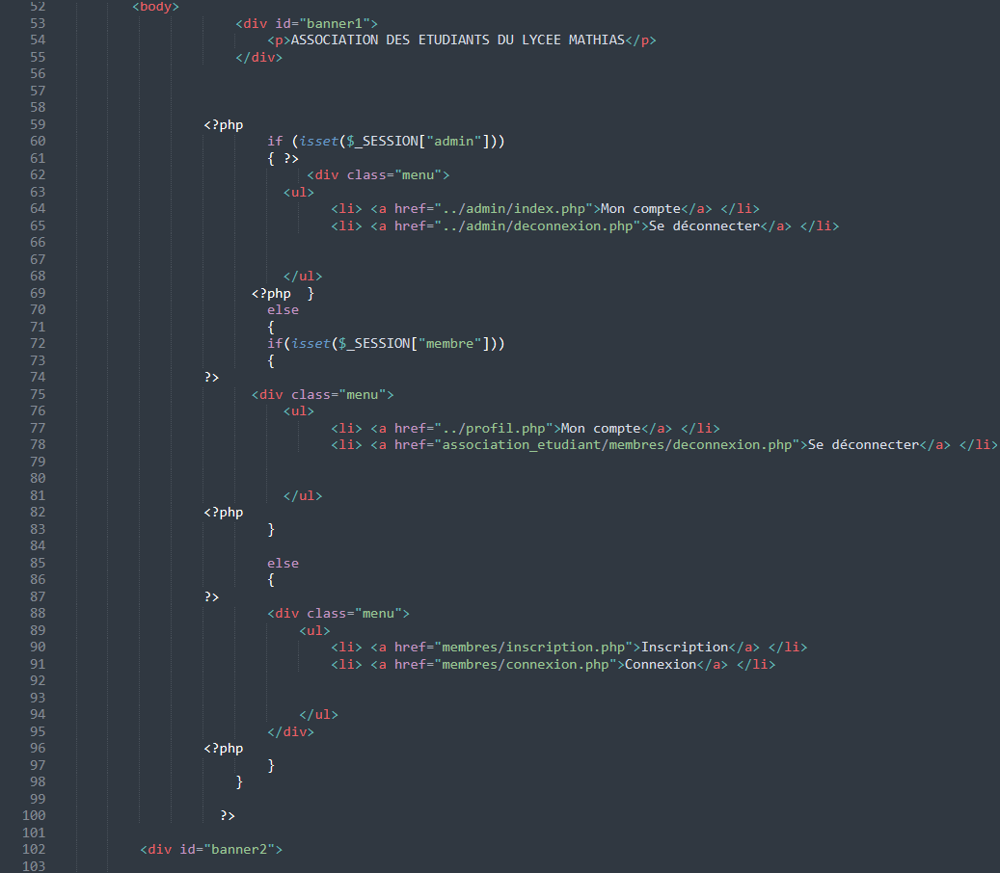 52 <body>
53 <div id="banner1">
54 <p>ASSOCIATION DES ETUDIANTS DU LYCEE MATHIAS</p>
55 </div>
56
57
58
59 <?php
60 if (isset($_SESSION["admin"]))
61 { ?>
62 <div class="menu">
63 <ul>
64 <li> <a href="../admin/index.php">Mon compte</a> </li>
65 <li> <a href="../admin/deconnexion.php">Se déconnecter</a> </li>
66
67
68 </ul>
69 <?php  }
70 else
71 {
72 if(isset($_SESSION["membre"]))
73 {
74 ?>
75 <div class="menu">
76 <ul>
77 <li> <a href="../profil.php">Mon compte</a> </li>
78 <li> <a href="association_etudiant/membres/deconnexion.php">Se déconnecter</a> </li>
79
80
81 </ul>
82 <?php
83 }
84
85 else
86 {
87 ?>
88 <div class="menu">
89 <ul>
90 <li> <a href="membres/inscription.php">Inscription</a> </li>
91 <li> <a href="membres/connexion.php">Connexion</a> </li>
92
93
94 </ul>
95 </div>
96 <?php
97 }
98 }
99
100 ?>
101
102 <div id="banner2">
103